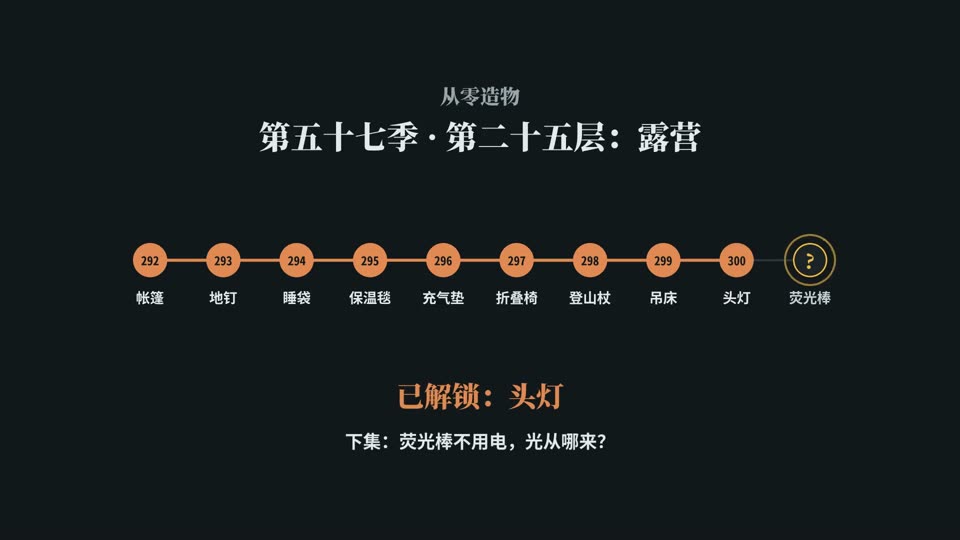 从零造物
第五十七季 · 第二十五层：露营
292 293 294 295 296 297 298 299 300 ?
帐篷 地钉 睡袋 保温毯 充气垫 折叠椅 登山杖 吊床 头灯 荧光棒
已解锁：头灯
下集：荧光棒不用电，光从哪来？